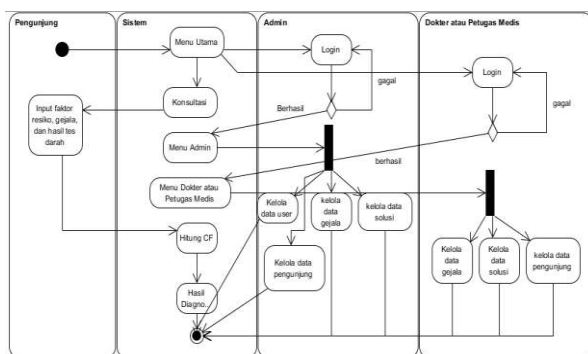 Pengunjung
Sistem
Admin
Dokter atau Petugas Medis
Menu Utama
Login
Login
gagal
gagal
Konsultasi
Input faktor
resiko, gejala,
dan hasil tes
darah
Berhasil
Menu Admin
berhasil
Menu Dokter atau
Petugas Medis
Kelola
data user
kelola
data
gejala
kelola data
solusi
Hitung CF
Kelola data
pengunjung
Kelola
data
gejala
Kelola
data
solusi
kelola data
pengunjung
Hasil
Diagno...